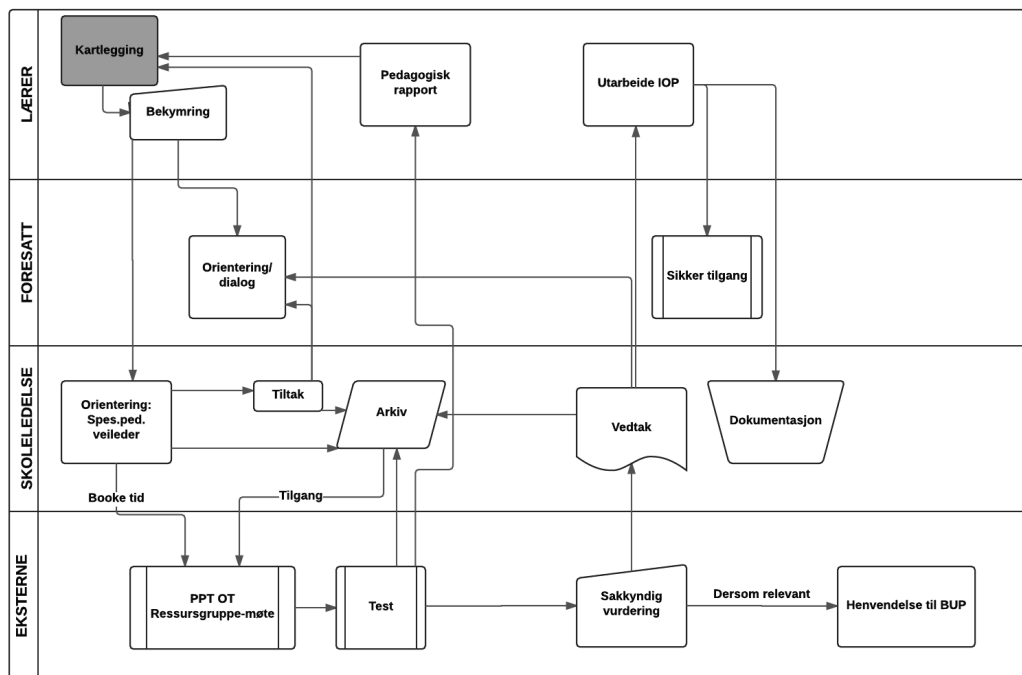 LÆRER
Kartlegging
Bekymring
Pedagogisk
rapport
Utarbeide IOP
FORESATT
Orientering/
dialog
Sikker tilgang
SKOLELEDELSE
Orientering:
Spes.ped.
veileder
Tiltak
Arkiv
Vedtak
Dokumentasjon
Booke tid
Tilgang
EKSTERNE
PPT OT
Ressursgruppe-møte
Test
Sakkyndig
vurdering
Dersom relevant
Henvendelse til BUP